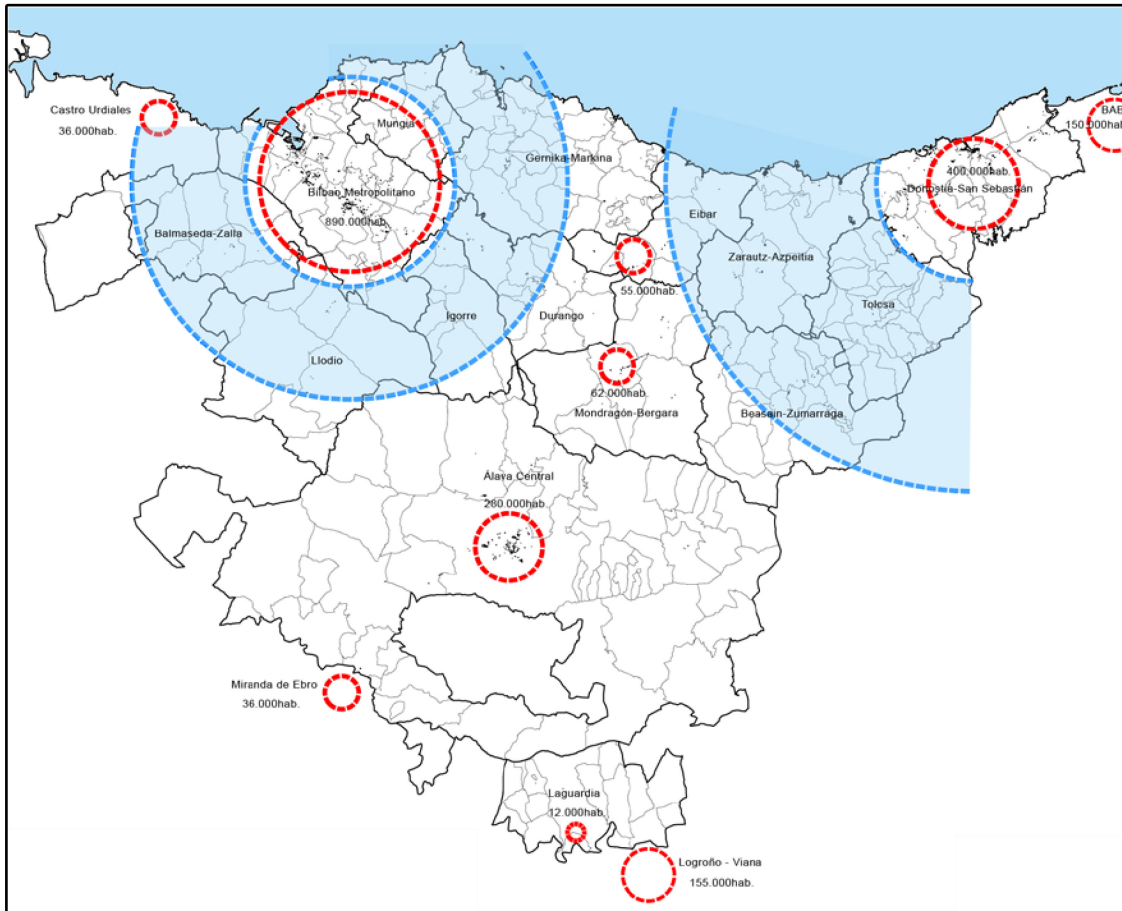 Castro Urdiales
36.000hab.
BAB
150.000hab.
Mungia
Gernika-Markina
Bilbao Metropolitano
890.000hab.
400.000hab.
Donostia-San Sebastián
Balmaseda-Zalla
Eibar
Zarautz-Azpeitia
55.000hab.
Tolosa
Igorre
Durango
Llodio
62.000hab.
Mondragón-Bergara
Beasain-Zumarraga
Álava Central
260.000hab.
Miranda de Ebro
36.000hab.
Laguardia
12.000hab.
Logroño - Viana
155.000hab.